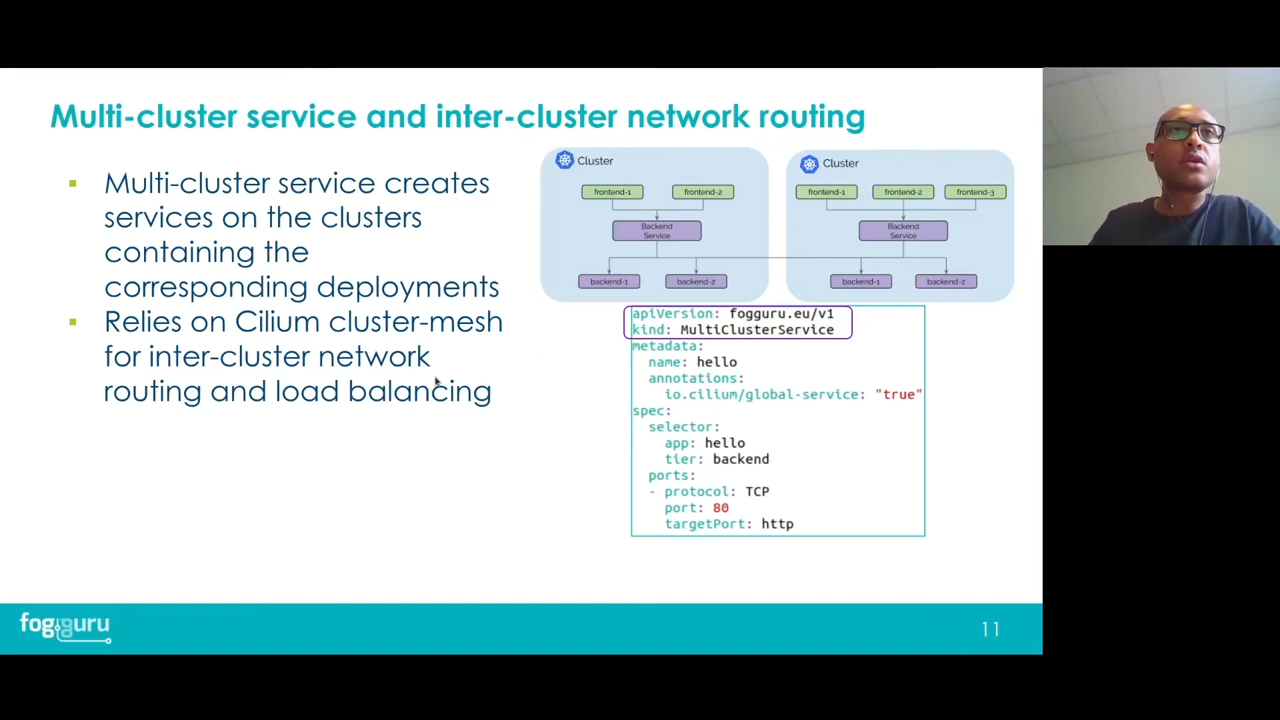 Multi-cluster service and inter-cluster network routing
Multi-cluster service creates
services on the clusters
containing the
corresponding deployments
Relies on Cilium cluster-mesh
for inter-cluster network
routing and load balancing
Cluster
frontend-1 frontend-2
Backend
Service
backend-1 backend-2
Cluster
frontend-1 frontend-2 frontend-3
Backend
Service
backend-1 backend-2
apiVersion: fogguru.eu/v1
kind: MultiClusterService
metadata:
name: hello
annotations:
io.cilium/global-service: "true"
spec:
selector:
app: hello
tier: backend
ports:
- protocol: TCP
port: 80
targetPort: http
fogguru
11